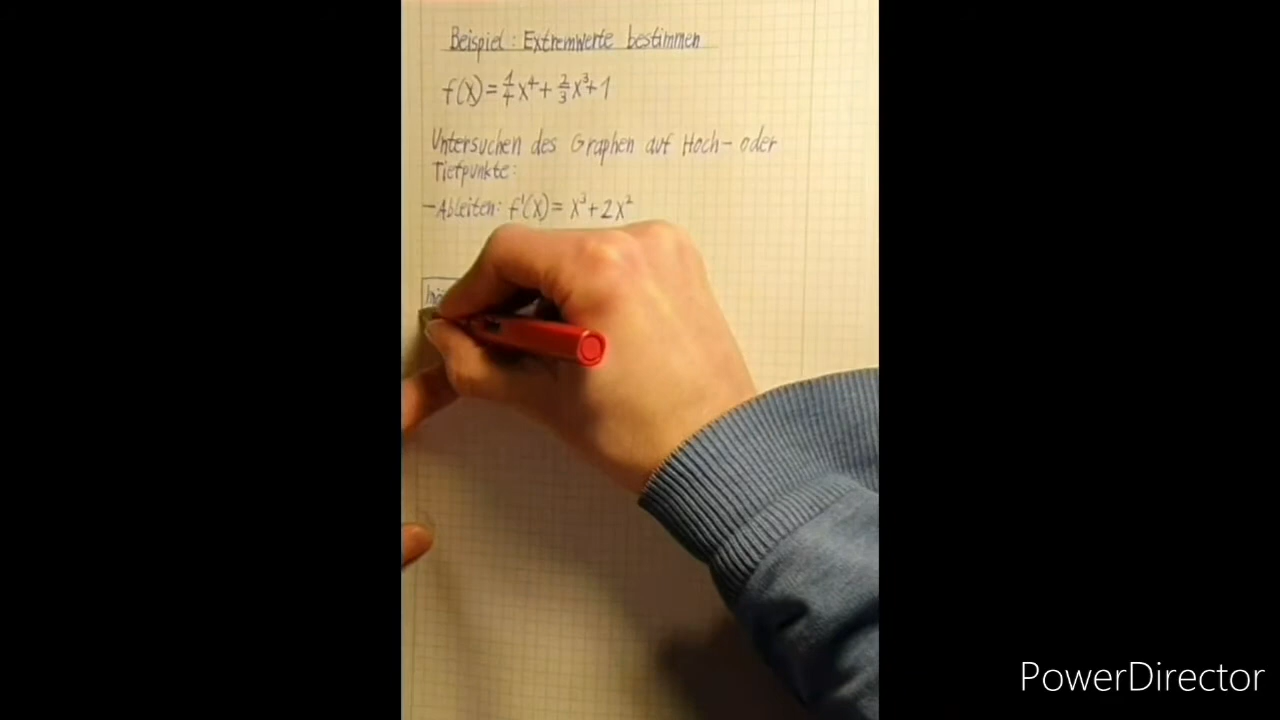 Beispiel: Extremwerte bestimmen
f(x) = 1/4 x⁴ + 2/3 x³ + 1
Untersuchen des Graphen auf Hoch- oder
Tiefpunkte:
- Ableiten: f'(x) = x³ + 2x²
PowerDirector